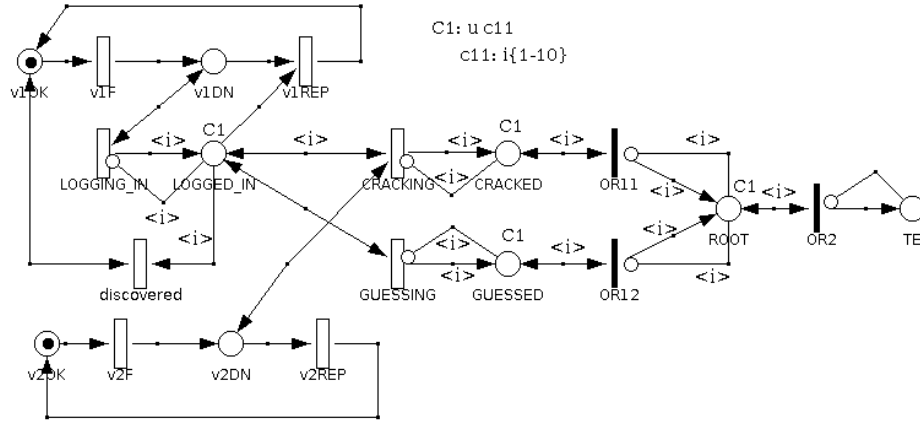 C1: u c11
c11: i{1-10}
v1OK
v1F
v1DN
v1REP
C1
<i>
<i>
<i>
C1
<i>
LOGGING_IN
LOGGED_IN
CRACKING
<i>
CRACKED
OR11
<i>
<i>
C1
<i>
<i>
<i>
C1
<i>
<i>
ROOT
OR2
TE
<i>
<i>
<i>
discovered
GUESSING
GUESSED
OR12
v2OK
v2F
v2DN
v2REP